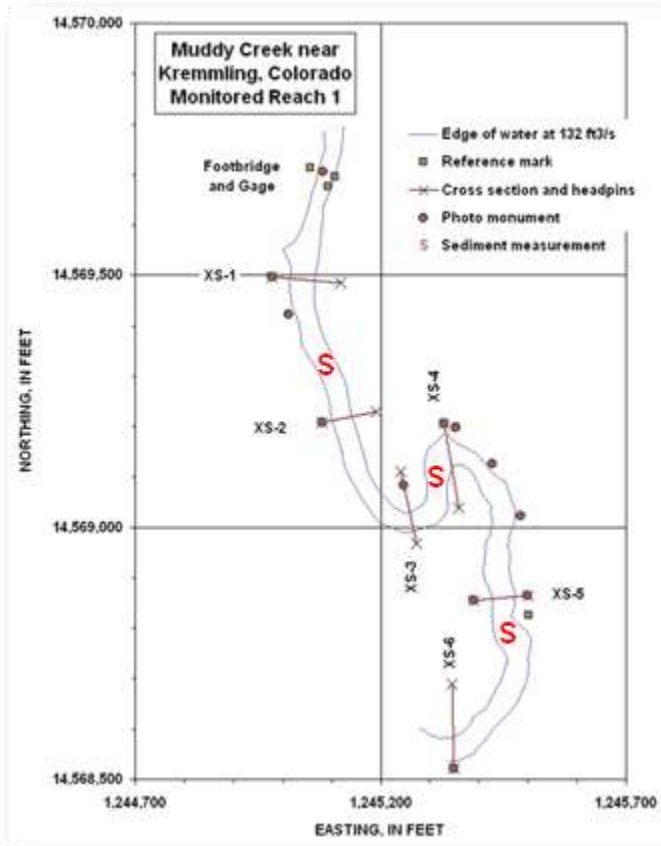 14,570,000
Muddy Creek near
Kremmling, Colorado
Monitored Reach 1
Edge of water at 132 ft3/s
Reference mark
Cross section and headpins
Photo monument
S Sediment measurement
Footbridge
and Gage
14,569,500
XS-1
S
XS-2
XS-4
S
14,569,000
XS-3
XS-5
S
XS-6
14,568,500
1,244,700
1,245,200
1,245,700
NORTHING, IN FEET
EASTING, IN FEET